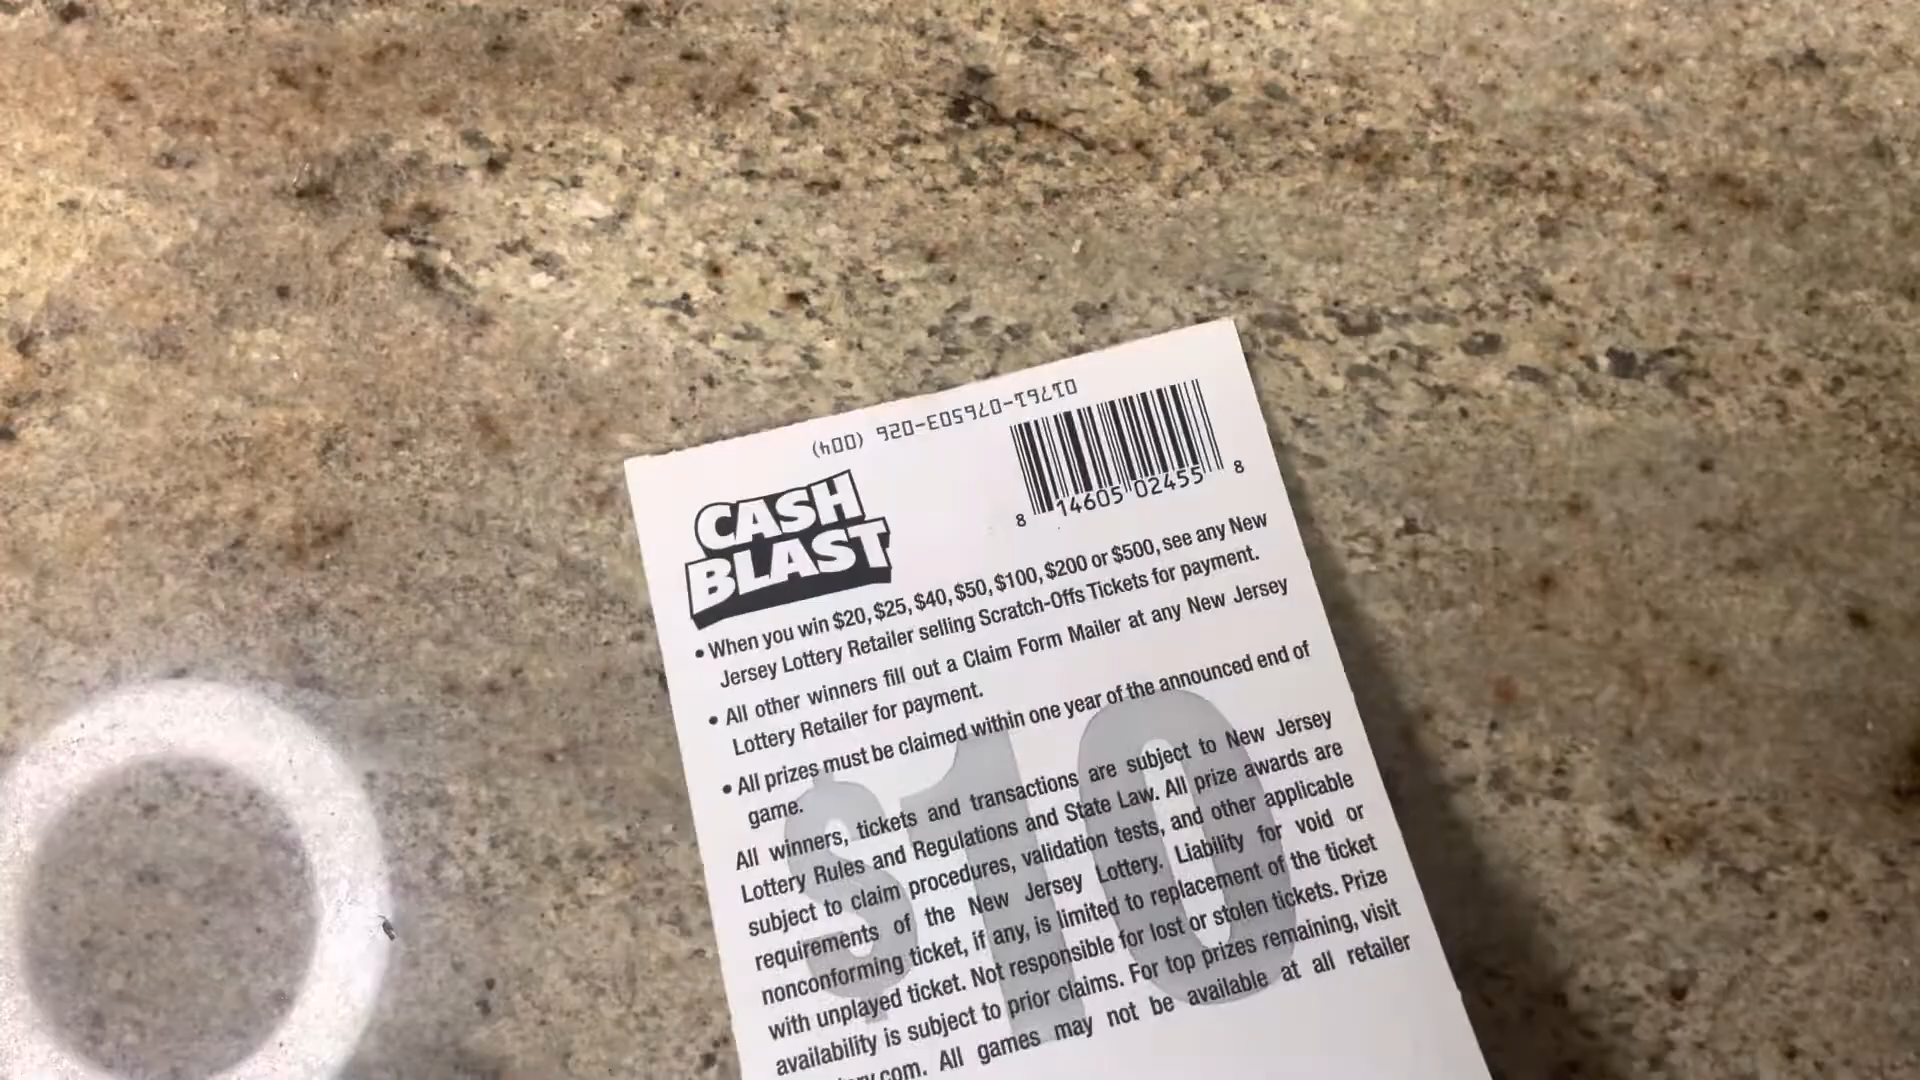 01761-076503-026 (004)
CASH
BLAST
8 14605 02455 8
• When you win $20, $25, $40, $50, $100, $200 or $500, see any New
Jersey Lottery Retailer selling Scratch-Offs Tickets for payment.
• All other winners fill out a Claim Form Mailer at any New Jersey
Lottery Retailer for payment.
• All prizes must be claimed within one year of the announced end of
game.
$10
All winners, tickets and transactions are subject to New Jersey
Lottery Rules and Regulations and State Law. All prize awards are
subject to claim procedures, validation tests, and other applicable
requirements of the New Jersey Lottery. Liability for void or
nonconforming ticket, if any, is limited to replacement of the ticket
with unplayed ticket. Not responsible for lost or stolen tickets. Prize
availability is subject to prior claims. For top prizes remaining, visit
All games may not be available at all retailer